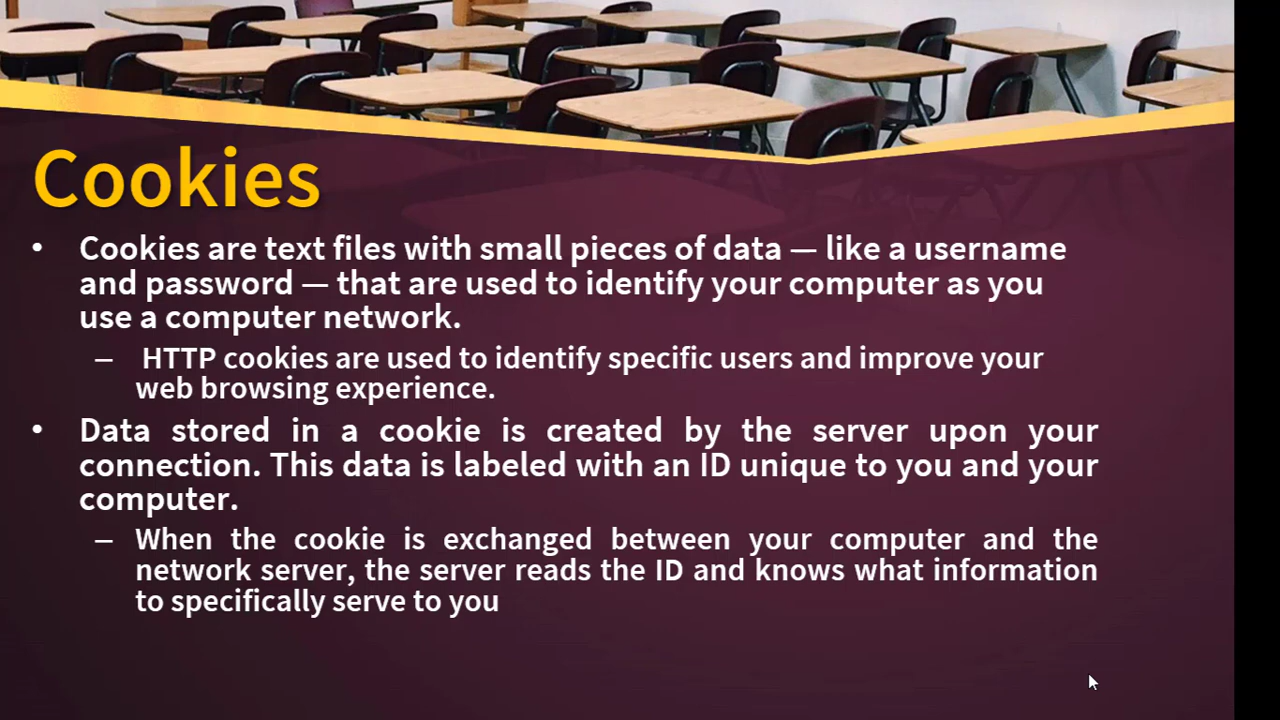 Cookies
• Cookies are text files with small pieces of data — like a username
and password — that are used to identify your computer as you
use a computer network.
– HTTP cookies are used to identify specific users and improve your
web browsing experience.
• Data stored in a cookie is created by the server upon your
connection. This data is labeled with an ID unique to you and your
computer.
– When the cookie is exchanged between your computer and the
network server, the server reads the ID and knows what information
to specifically serve to you